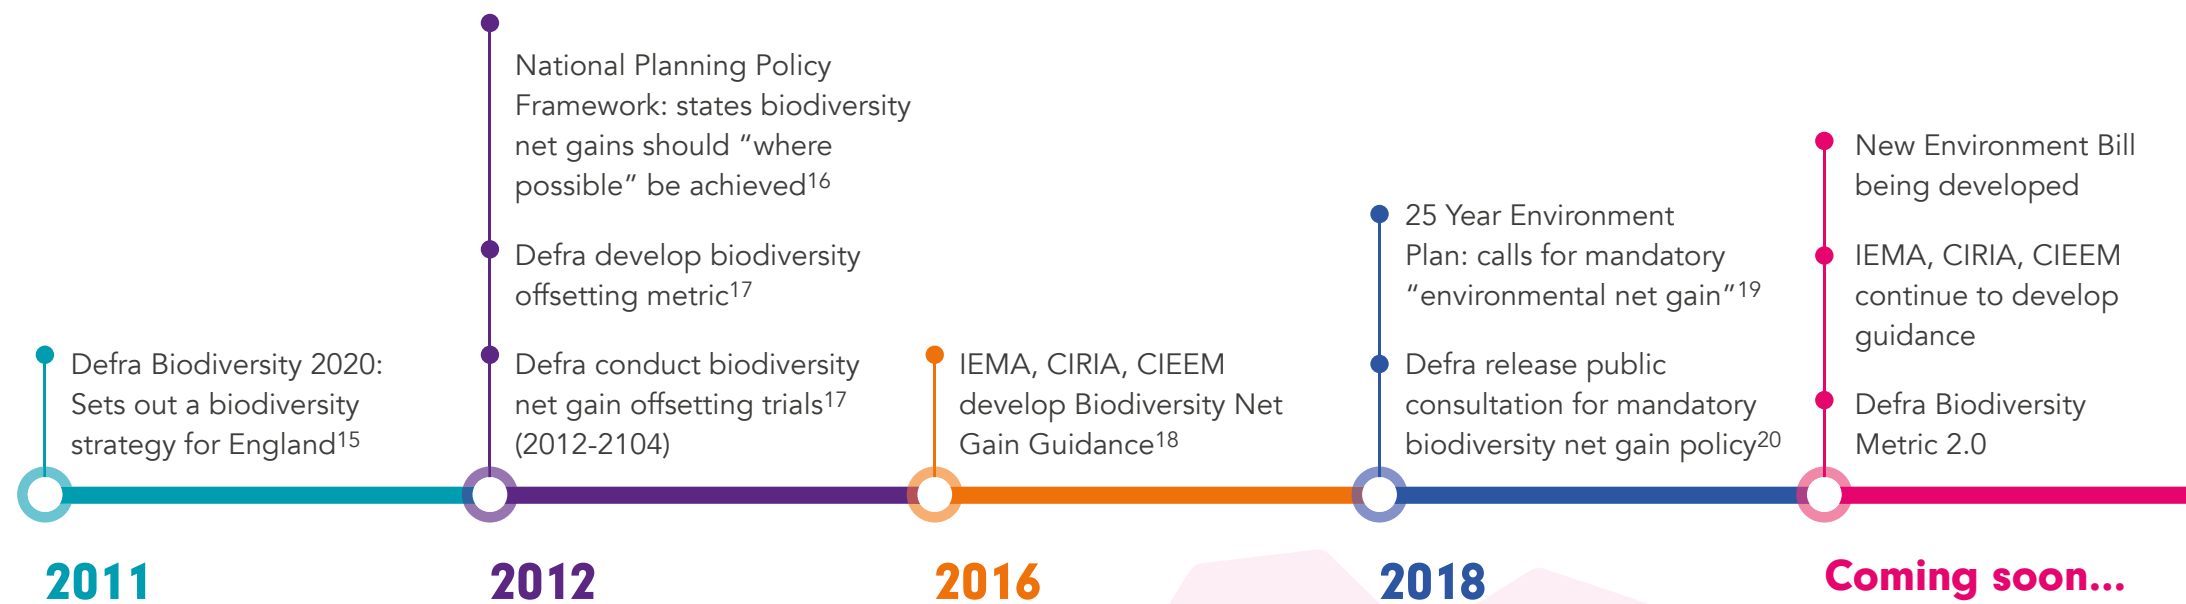 National Planning Policy
Framework: states biodiversity
net gains should “where
possible” be achieved16
Defra develop biodiversity
offsetting metric17
Defra conduct biodiversity
net gain offsetting trials17
(2012-2104)
Defra Biodiversity 2020:
Sets out a biodiversity
strategy for England15
IEMA, CIRIA, CIEEM
develop Biodiversity Net
Gain Guidance18
25 Year Environment
Plan: calls for mandatory
“environmental net gain”19
Defra release public
consultation for mandatory
biodiversity net gain policy20
New Environment Bill
being developed
IEMA, CIRIA, CIEEM
continue to develop
guidance
Defra Biodiversity
Metric 2.0
2011
2012
2016
2018
Coming soon...